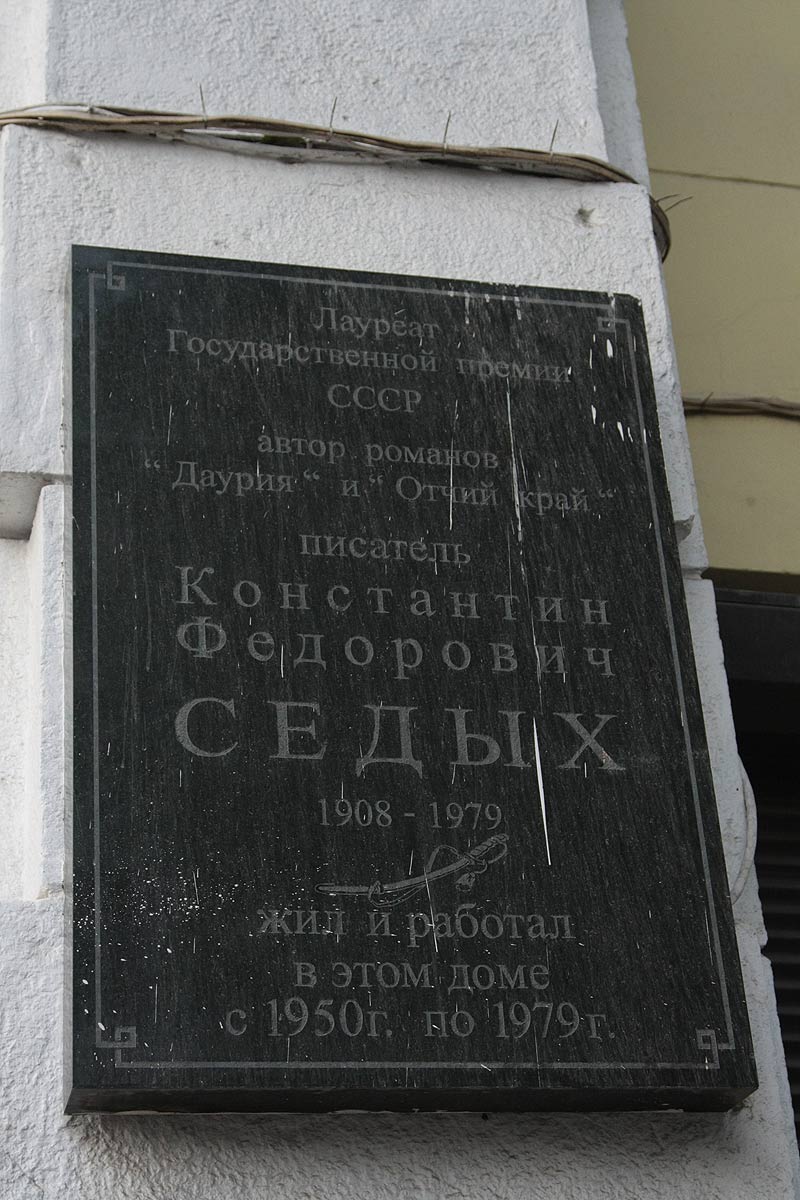 Лауреат
Государственной премии
СССР
автор романов
“ Даурия “ и “ Отчий край “
писатель
Константин
Федорович
СЕДЫХ
1908 - 1979
жил и работал
в этом доме
с 1950г. по 1979г.